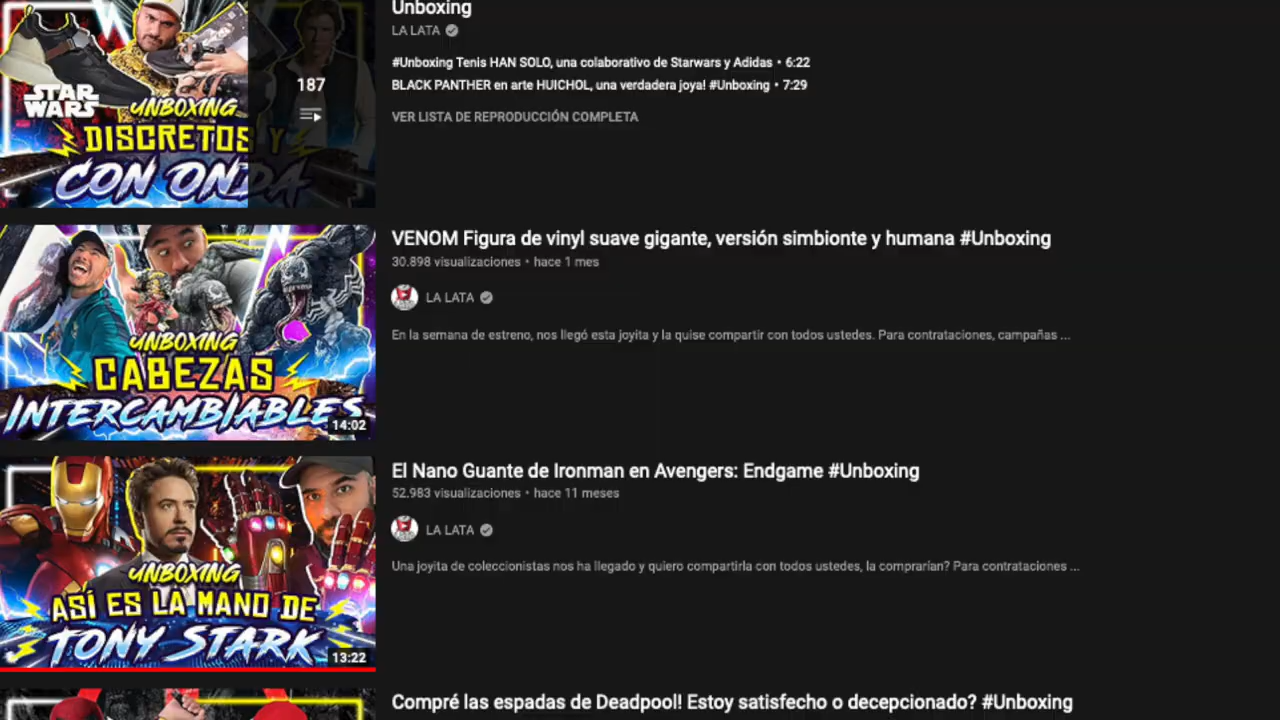 Unboxing
LA LATA
#Unboxing Tenis HAN SOLO, una colaborativo de Starwars y Adidas • 6:22
BLACK PANTHER en arte HUICHOL, una verdadera joya! #Unboxing • 7:29
VER LISTA DE REPRODUCCIÓN COMPLETA
187
STAR
WARS
UNBOXING
DISCRETOS Y
CON ONDA
VENOM Figura de vinyl suave gigante, versión simbionte y humana #Unboxing
30.898 visualizaciones • hace 1 mes
LA LATA
En la semana de estreno, nos llegó esta joyita y la quise compartir con todos ustedes. Para contrataciones, campañas ...
UNBOXING
CABEZAS
INTERCAMBIABLES
14:02
El Nano Guante de Ironman en Avengers: Endgame #Unboxing
52.983 visualizaciones • hace 11 meses
LA LATA
Una joyita de coleccionistas nos ha llegado y quiero compartirla con todos ustedes, la comprarían? Para contrataciones ...
UNBOXING
ASÍ ES LA MANO DE
TONY STARK
13:22
Compré las espadas de Deadpool! Estoy satisfecho o decepcionado? #Unboxing